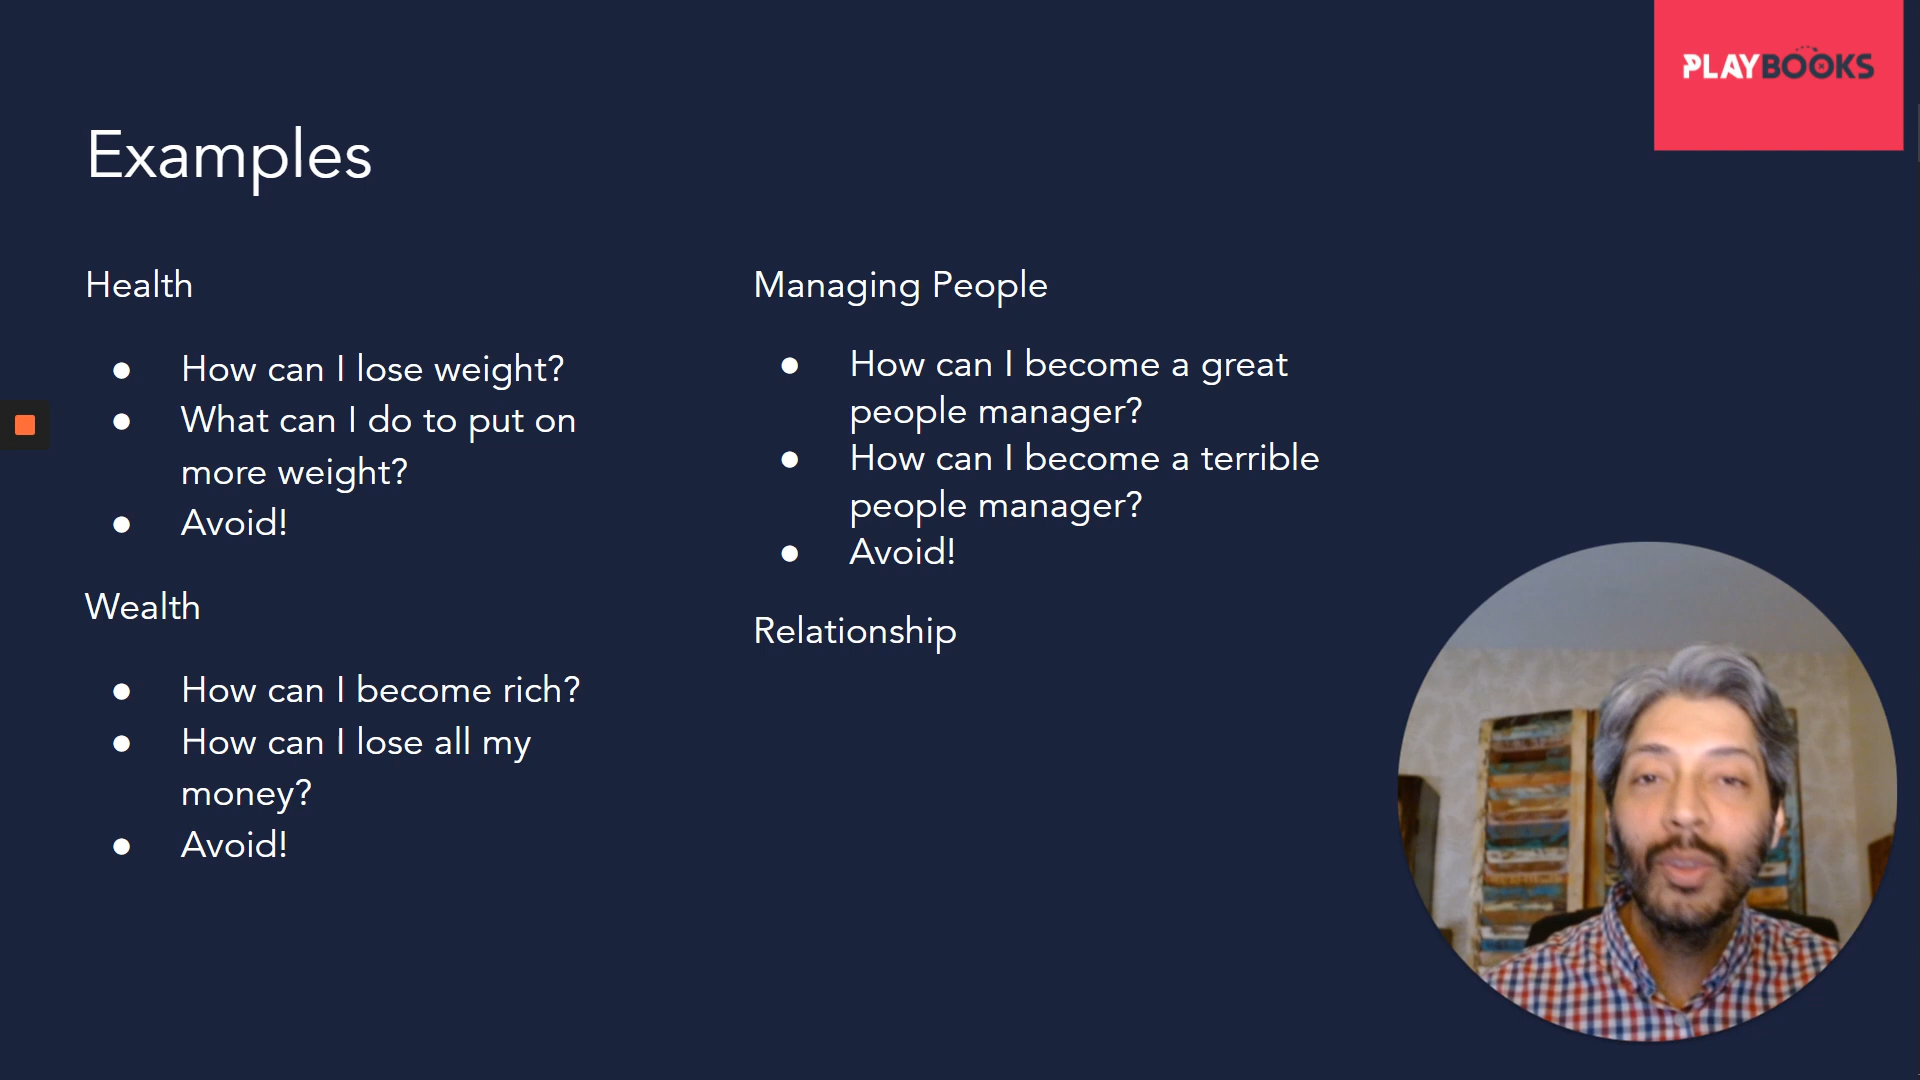 PLAYBOOKS
Examples
Health
● How can I lose weight?
● What can I do to put on
more weight?
● Avoid!
Wealth
● How can I become rich?
● How can I lose all my
money?
● Avoid!
Managing People
● How can I become a great
people manager?
● How can I become a terrible
people manager?
● Avoid!
Relationship